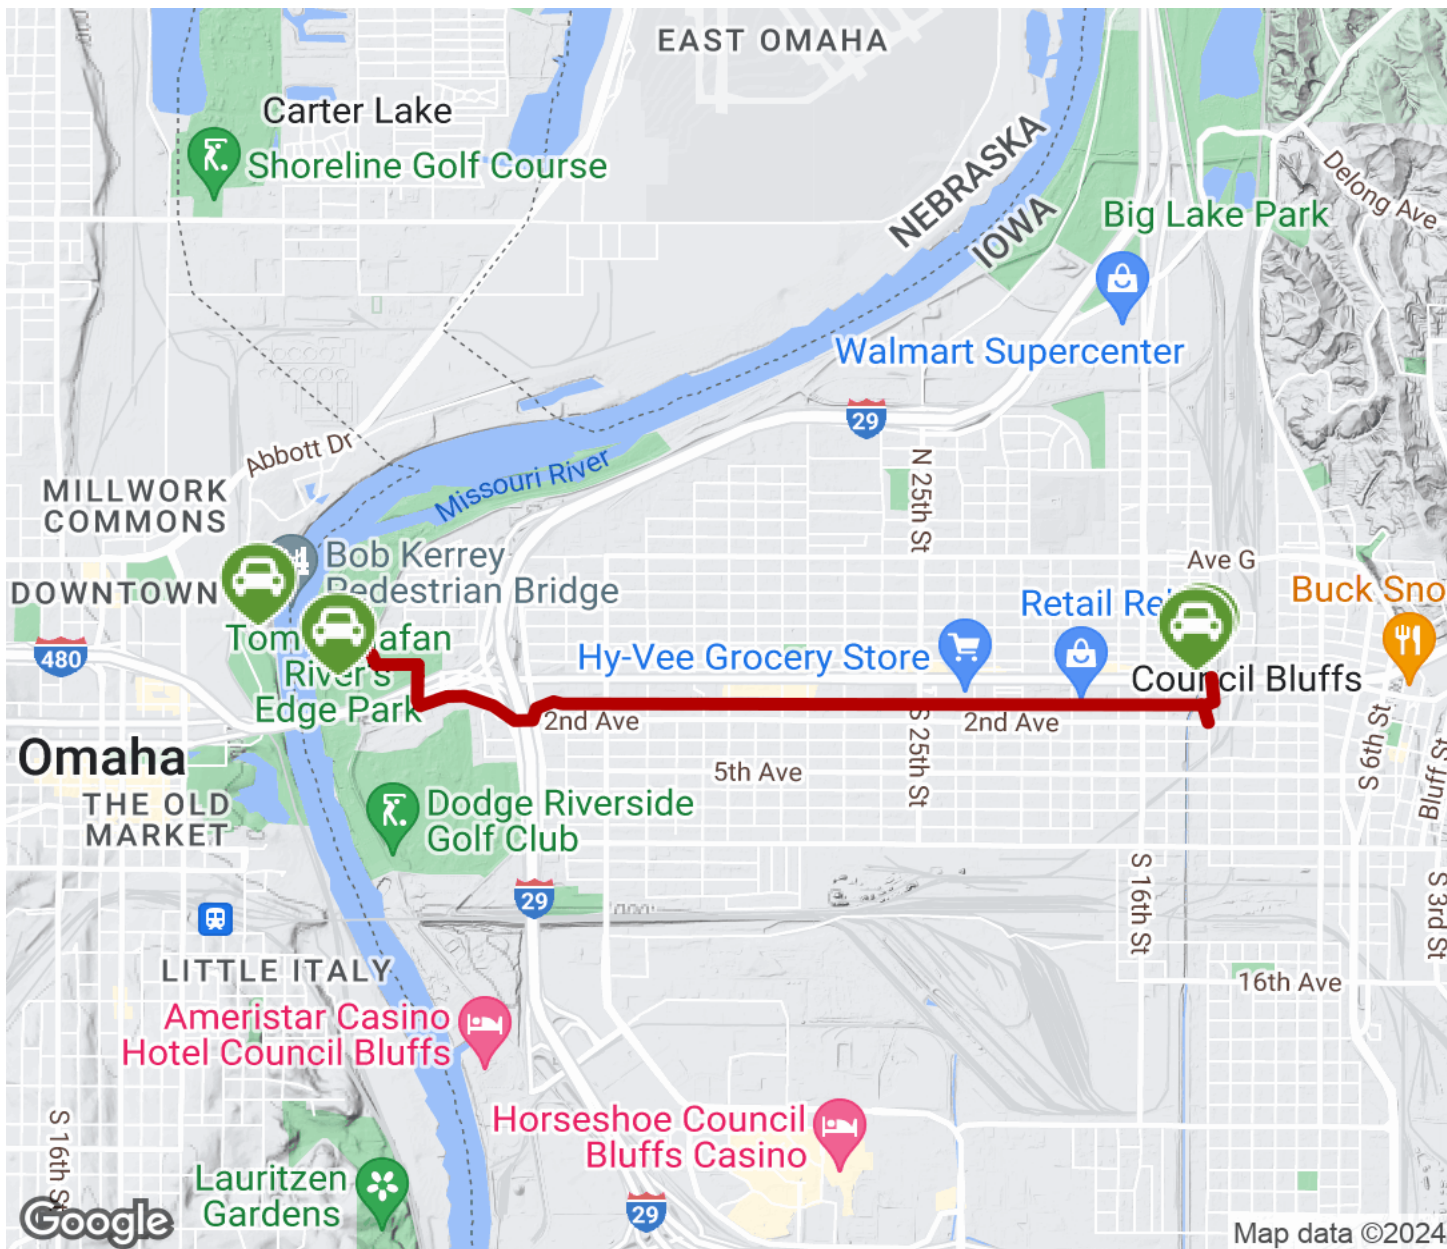 EAST OMAHA
Carter Lake
Shoreline Golf Course
NEBRASKA
IOWA
Delong Ave
Big Lake Park
Walmart Supercenter
29
Abbott Dr
Missouri River
N 25th St
MILLWORK
COMMONS
Bob Kerrey
Pedestrian Bridge
DOWNTOWN
Ave G
Buck Sno
Retail Re
480
Tom
River's
Edge Park
Hy-Vee Grocery Store
Council Bluffs
2nd Ave
2nd Ave
S 25th St
S 6th St
Bluff St
Omaha
5th Ave
THE OLD
MARKET
Dodge Riverside
Golf Club
S 16th St
S 3rd St
29
LITTLE ITALY
16th Ave
Ameristar Casino
Hotel Council Bluffs
Horseshoe Council
Bluffs Casino
S 16th St
Lauritzen
Gardens
29
Google
Map data ©2024